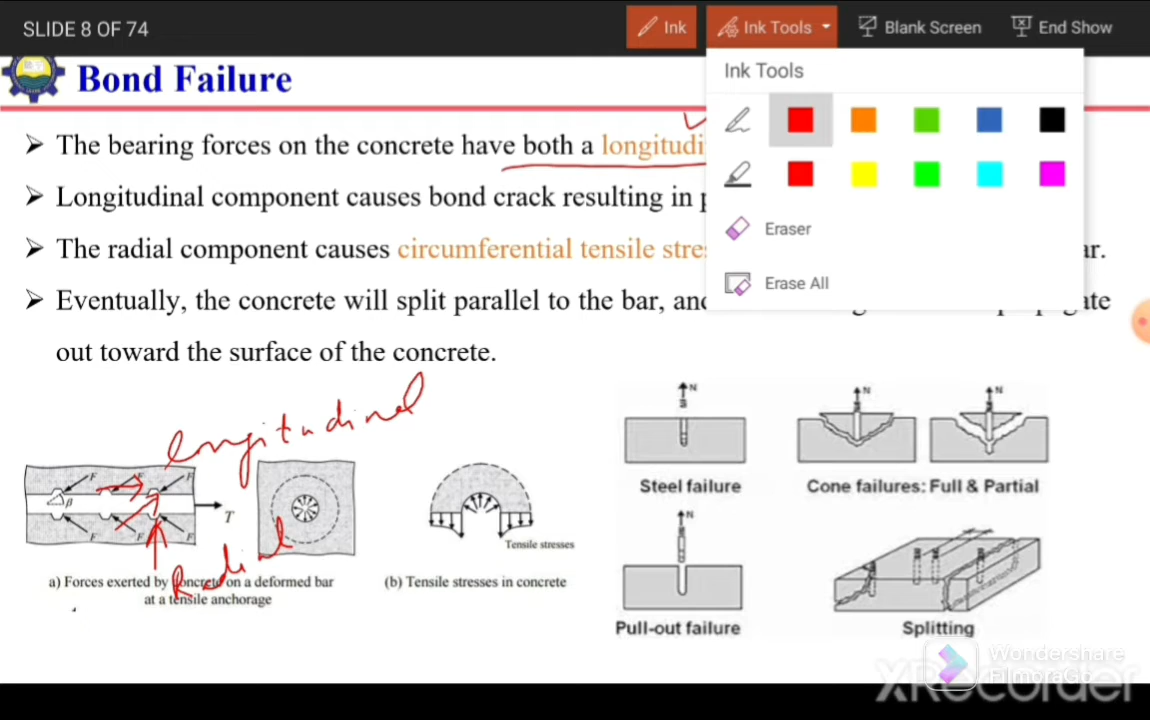 SLIDE 8 OF 74
Ink
Ink Tools
Blank Screen
End Show
Ink Tools
Bond Failure
➤ The bearing forces on the concrete have both a longitudi
➤ Longitudinal component causes bond crack resulting in
Eraser
➤ The radial component causes circumferential tensile stre
ar.
Erase All
➤ Eventually, the concrete will split parallel to the bar, and
out toward the surface of the concrete.
longitudinal
N
N
N
F
F
F
β
T
F
F
F
Steel failure
Cone failures: Full & Partial
N
Radial
Tensile stresses
a) Forces exerted by concrete on a deformed bar
at a tensile anchorage
(b) Tensile stresses in concrete
Pull-out failure
Splitting
Wondershare
FilmoraGo
XRecorder